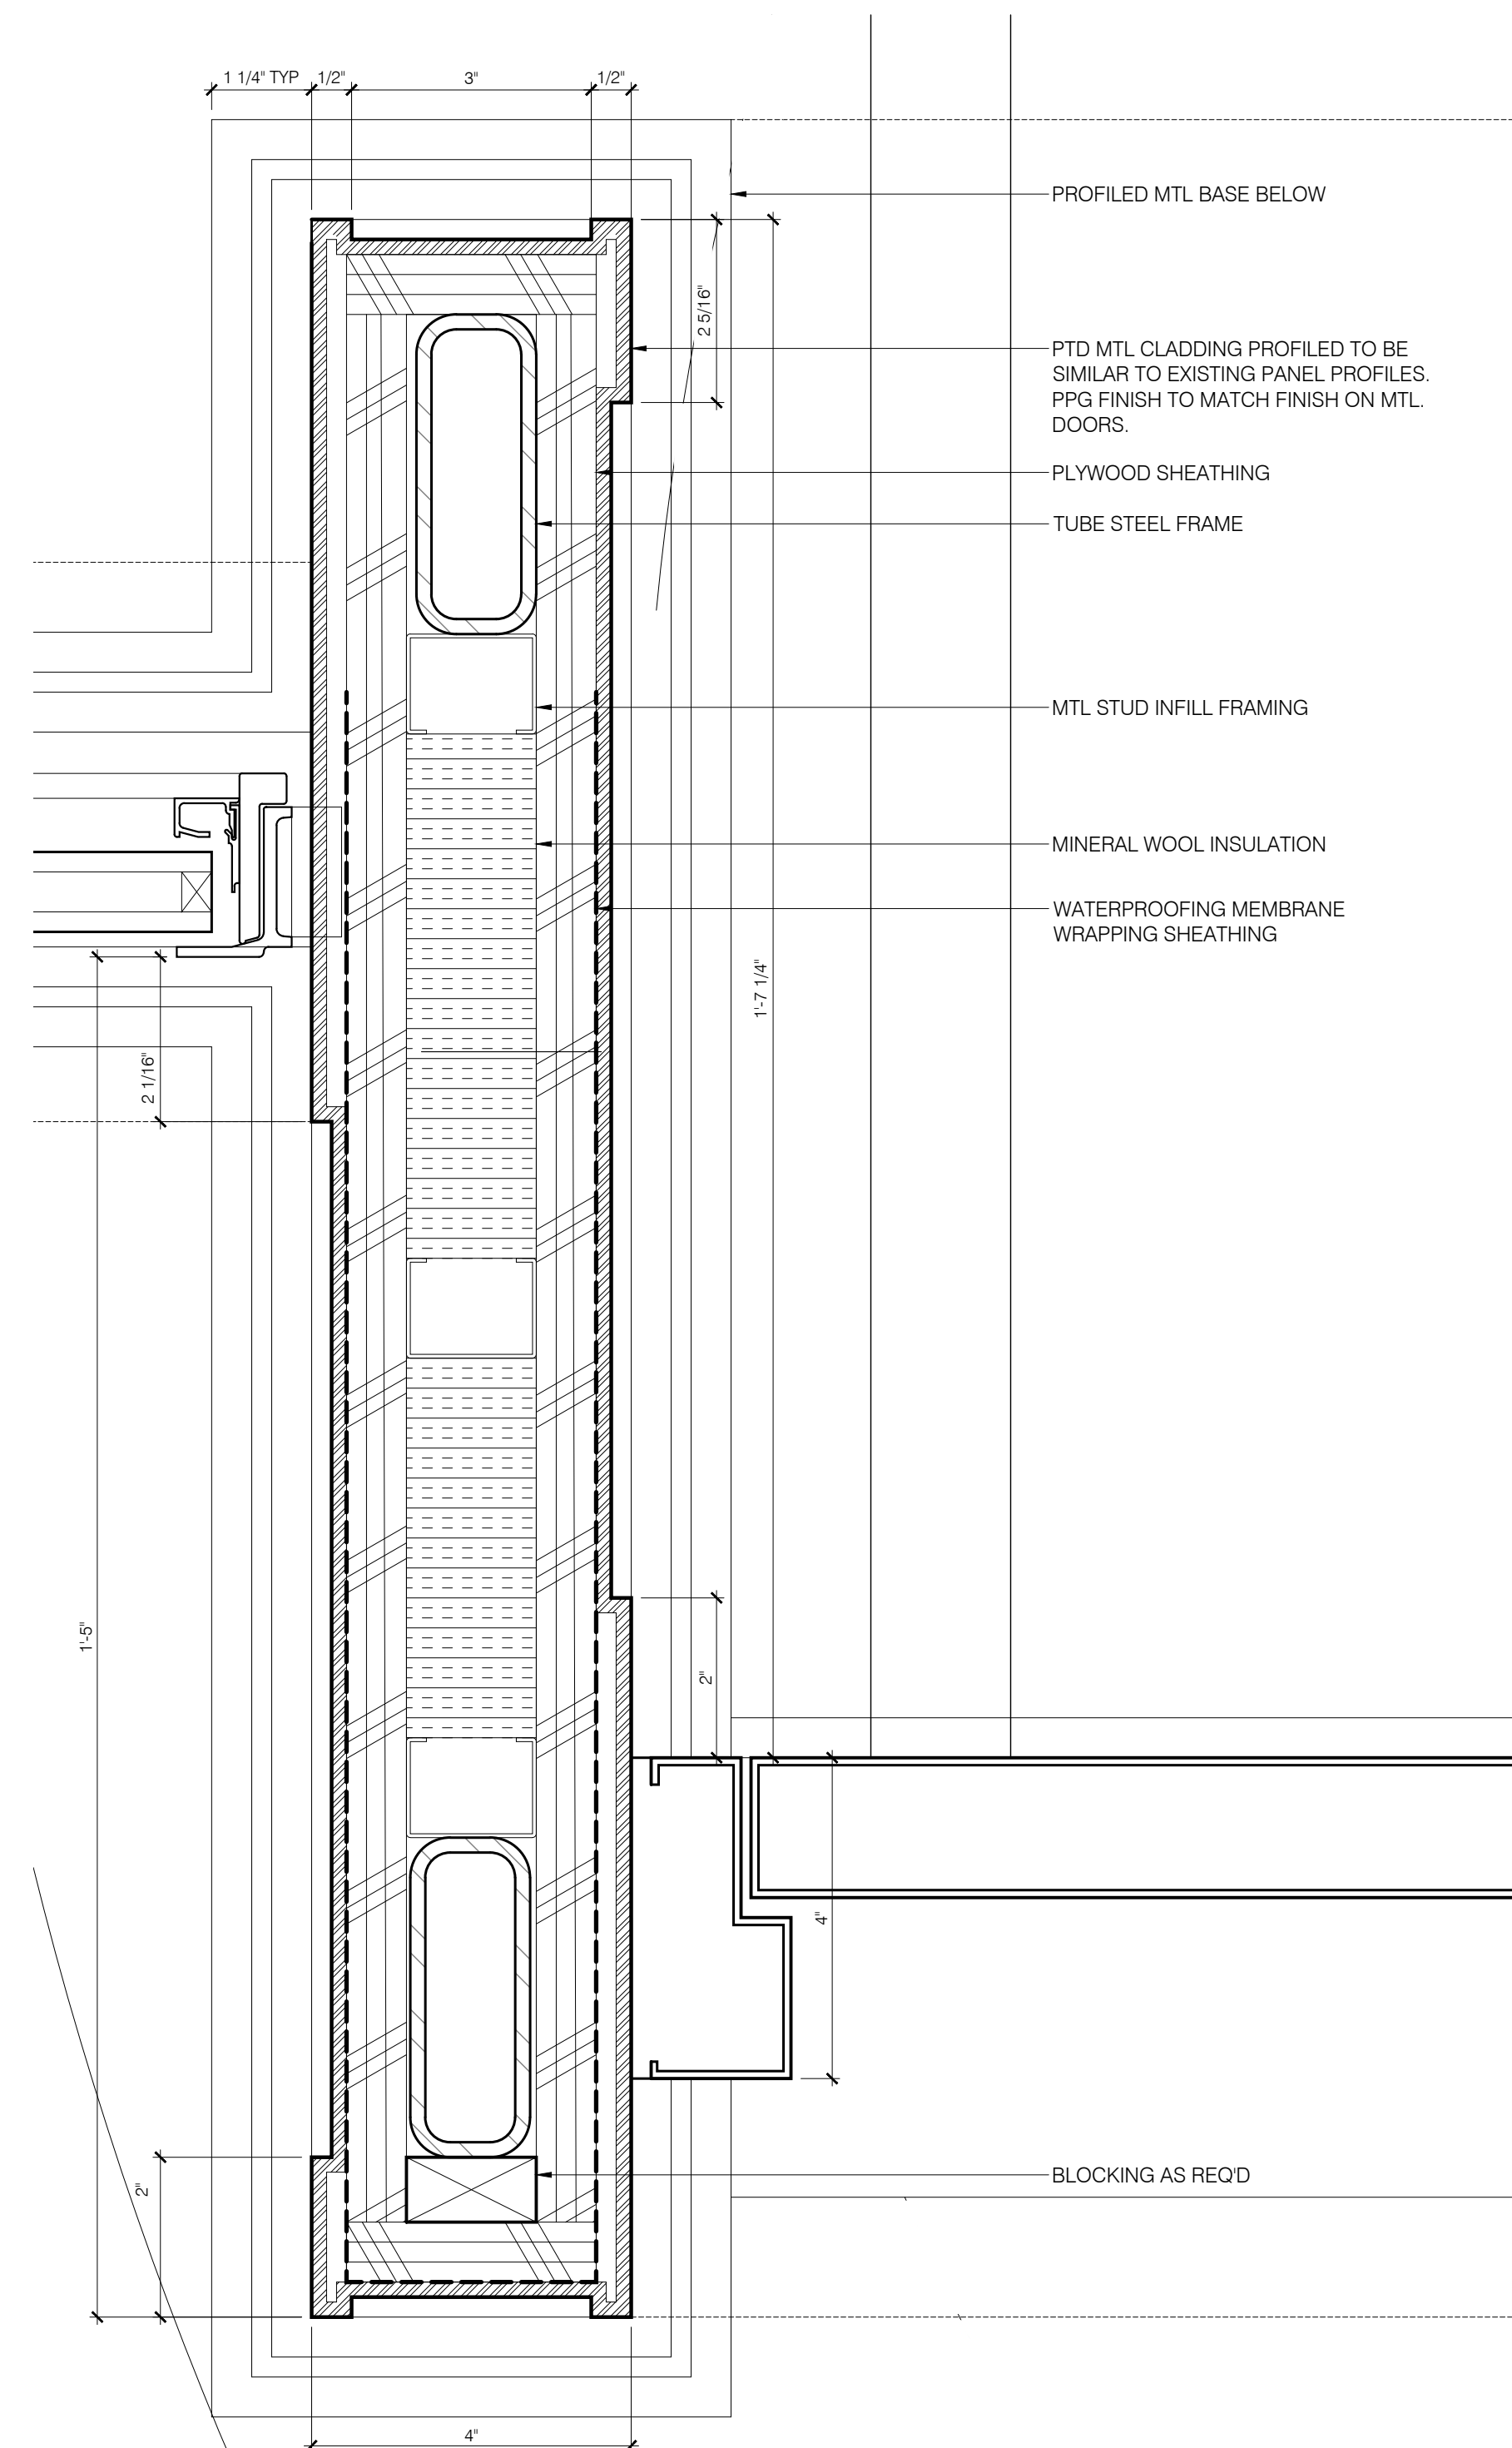 1 1/4" TYP
1/2"
3"
1/2"
PROFILED MTL BASE BELOW
2 5/16"
PTD MTL CLADDING PROFILED TO BE
SIMILAR TO EXISTING PANEL PROFILES.
PPG FINISH TO MATCH FINISH ON MTL.
DOORS.
PLYWOOD SHEATHING
TUBE STEEL FRAME
MTL STUD INFILL FRAMING
MINERAL WOOL INSULATION
WATERPROOFING MEMBRANE
WRAPPING SHEATHING
1'-7 1/4"
2 1/16"
1'-5"
2"
4"
BLOCKING AS REQ'D
2"
4"